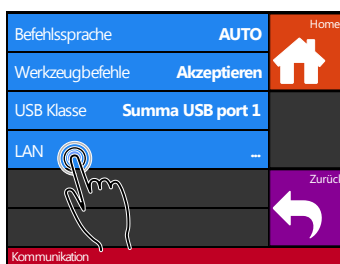 Befehlssprache AUTO
Home
Werkzeugbefehle Akzeptieren
USB Klasse Summa USB port 1
LAN ...
Zurück
Kommunikation